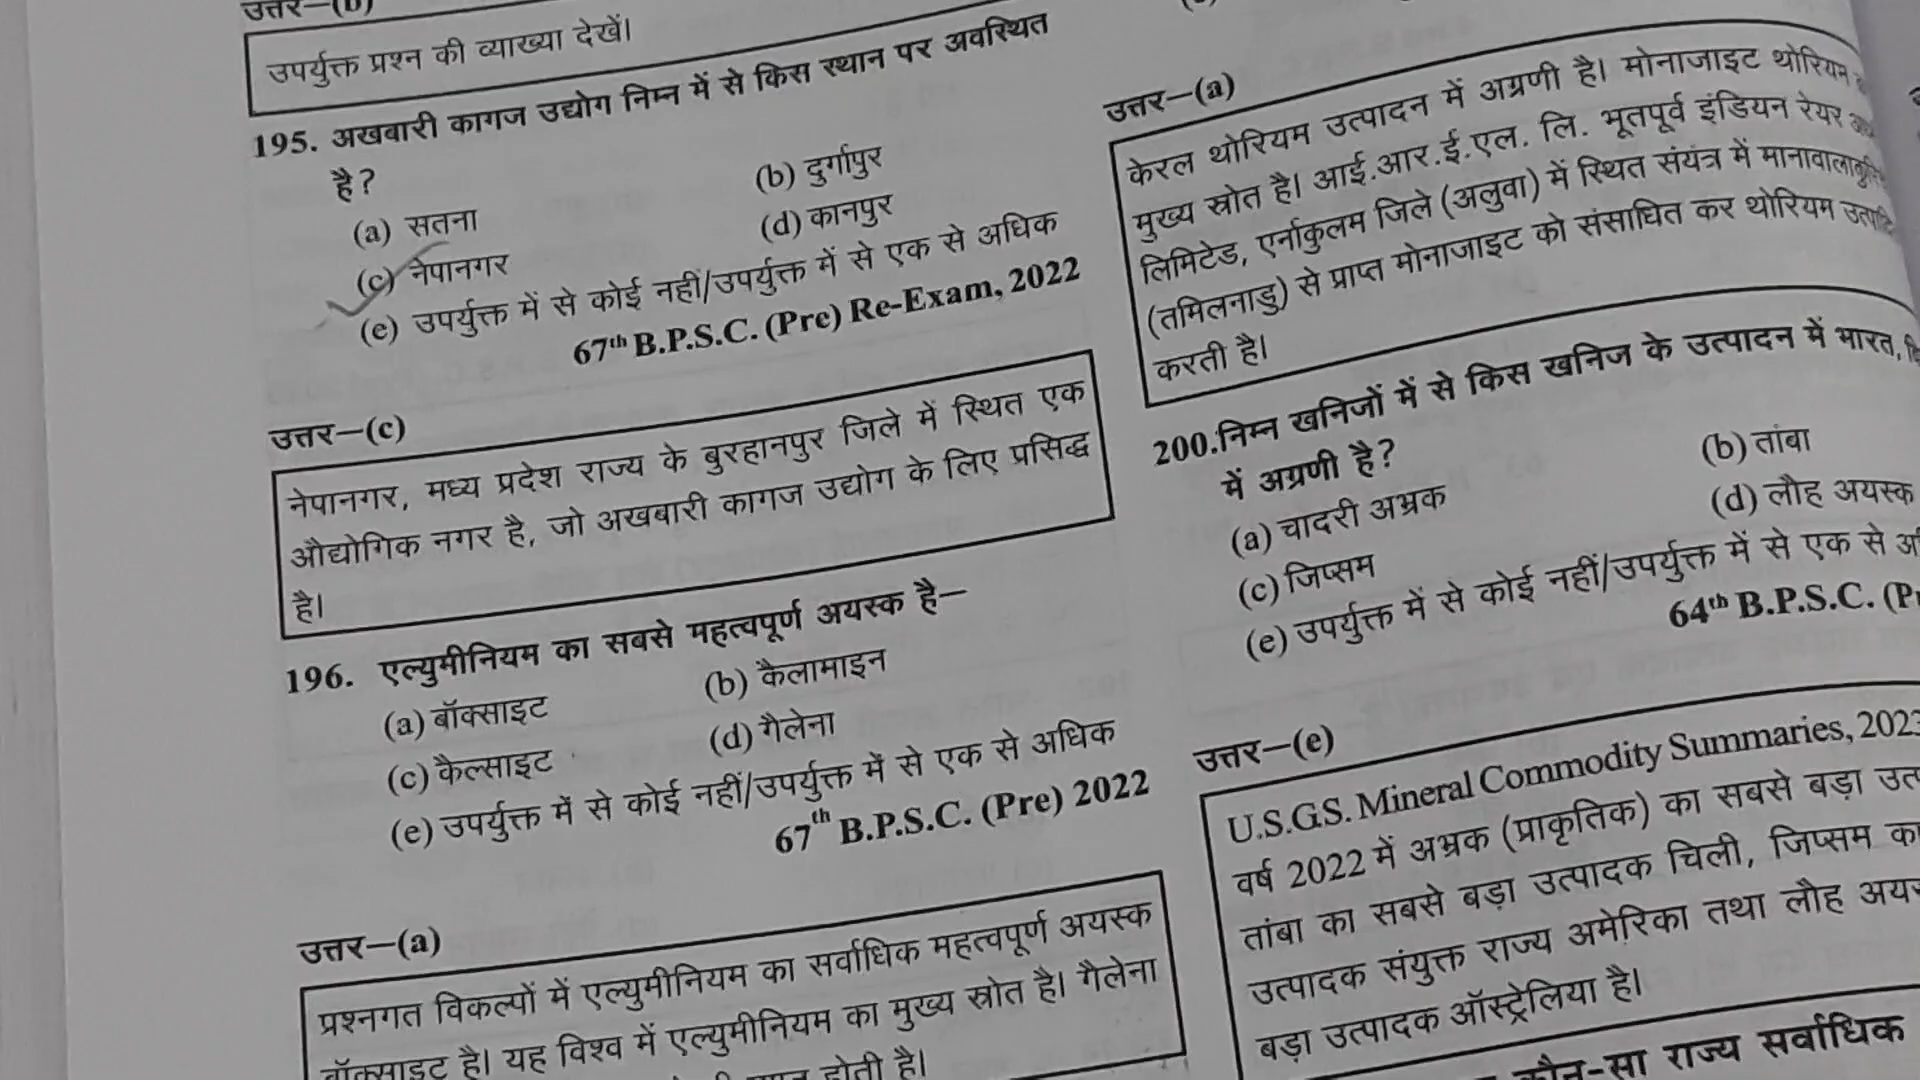 उत्तर—(b)
उपर्युक्त प्रश्न की व्याख्या देखें।
195. अखबारी कागज उद्योग निम्न में से किस स्थान पर अवस्थित
है?
(a) सतना (b) दुर्गापुर
(c) नेपानगर (d) कानपुर
(e) उपर्युक्त में से कोई नहीं/उपर्युक्त में से एक से अधिक
67th B.P.S.C. (Pre) Re-Exam, 2022
उत्तर—(c)
नेपानगर, मध्य प्रदेश राज्य के बुरहानपुर जिले में स्थित एक
औद्योगिक नगर है, जो अखबारी कागज उद्योग के लिए प्रसिद्ध
है।
196. एल्युमीनियम का सबसे महत्वपूर्ण अयस्क है—
(a) बॉक्साइट (b) कैलामाइन
(c) कैल्साइट (d) गैलेना
(e) उपर्युक्त में से कोई नहीं/उपर्युक्त में से एक से अधिक
67th B.P.S.C. (Pre) 2022
उत्तर—(a)
प्रश्नगत विकल्पों में एल्युमीनियम का सर्वाधिक महत्वपूर्ण अयस्क
बॉक्साइट है। यह विश्व में एल्युमीनियम का मुख्य स्रोत है। गैलेना
होती है।
उत्तर—(a)
केरल थोरियम उत्पादन में अग्रणी है। मोनाजाइट थोरियम
मुख्य स्रोत है। आई.आर.ई.एल. लि. भूतपूर्व इंडियन रेयर
लिमिटेड, एर्नाकुलम जिले (अलुवा) में स्थित संयंत्र में
(तमिलनाडु) से प्राप्त मोनाजाइट को संसाधित कर थोरियम
करती है।
200.निम्न खनिजों में से किस खनिज के उत्पादन में भारत,
में अग्रणी है?
(a) चादरी अभ्रक (b) तांबा
(c) जिप्सम (d) लौह अयस्क
(e) उपर्युक्त में से कोई नहीं/उपर्युक्त में से एक से
64th B.P.S.C.
उत्तर—(e)
U.S.G.S. Mineral Commodity Summaries, 2023
वर्ष 2022 में अभ्रक (प्राकृतिक) का सबसे बड़ा
तांबा का सबसे बड़ा उत्पादक चिली, जिप्सम का
उत्पादक संयुक्त राज्य अमेरिका तथा लौह
बड़ा उत्पादक ऑस्ट्रेलिया है।
कौन-सा राज्य सर्वाधिक